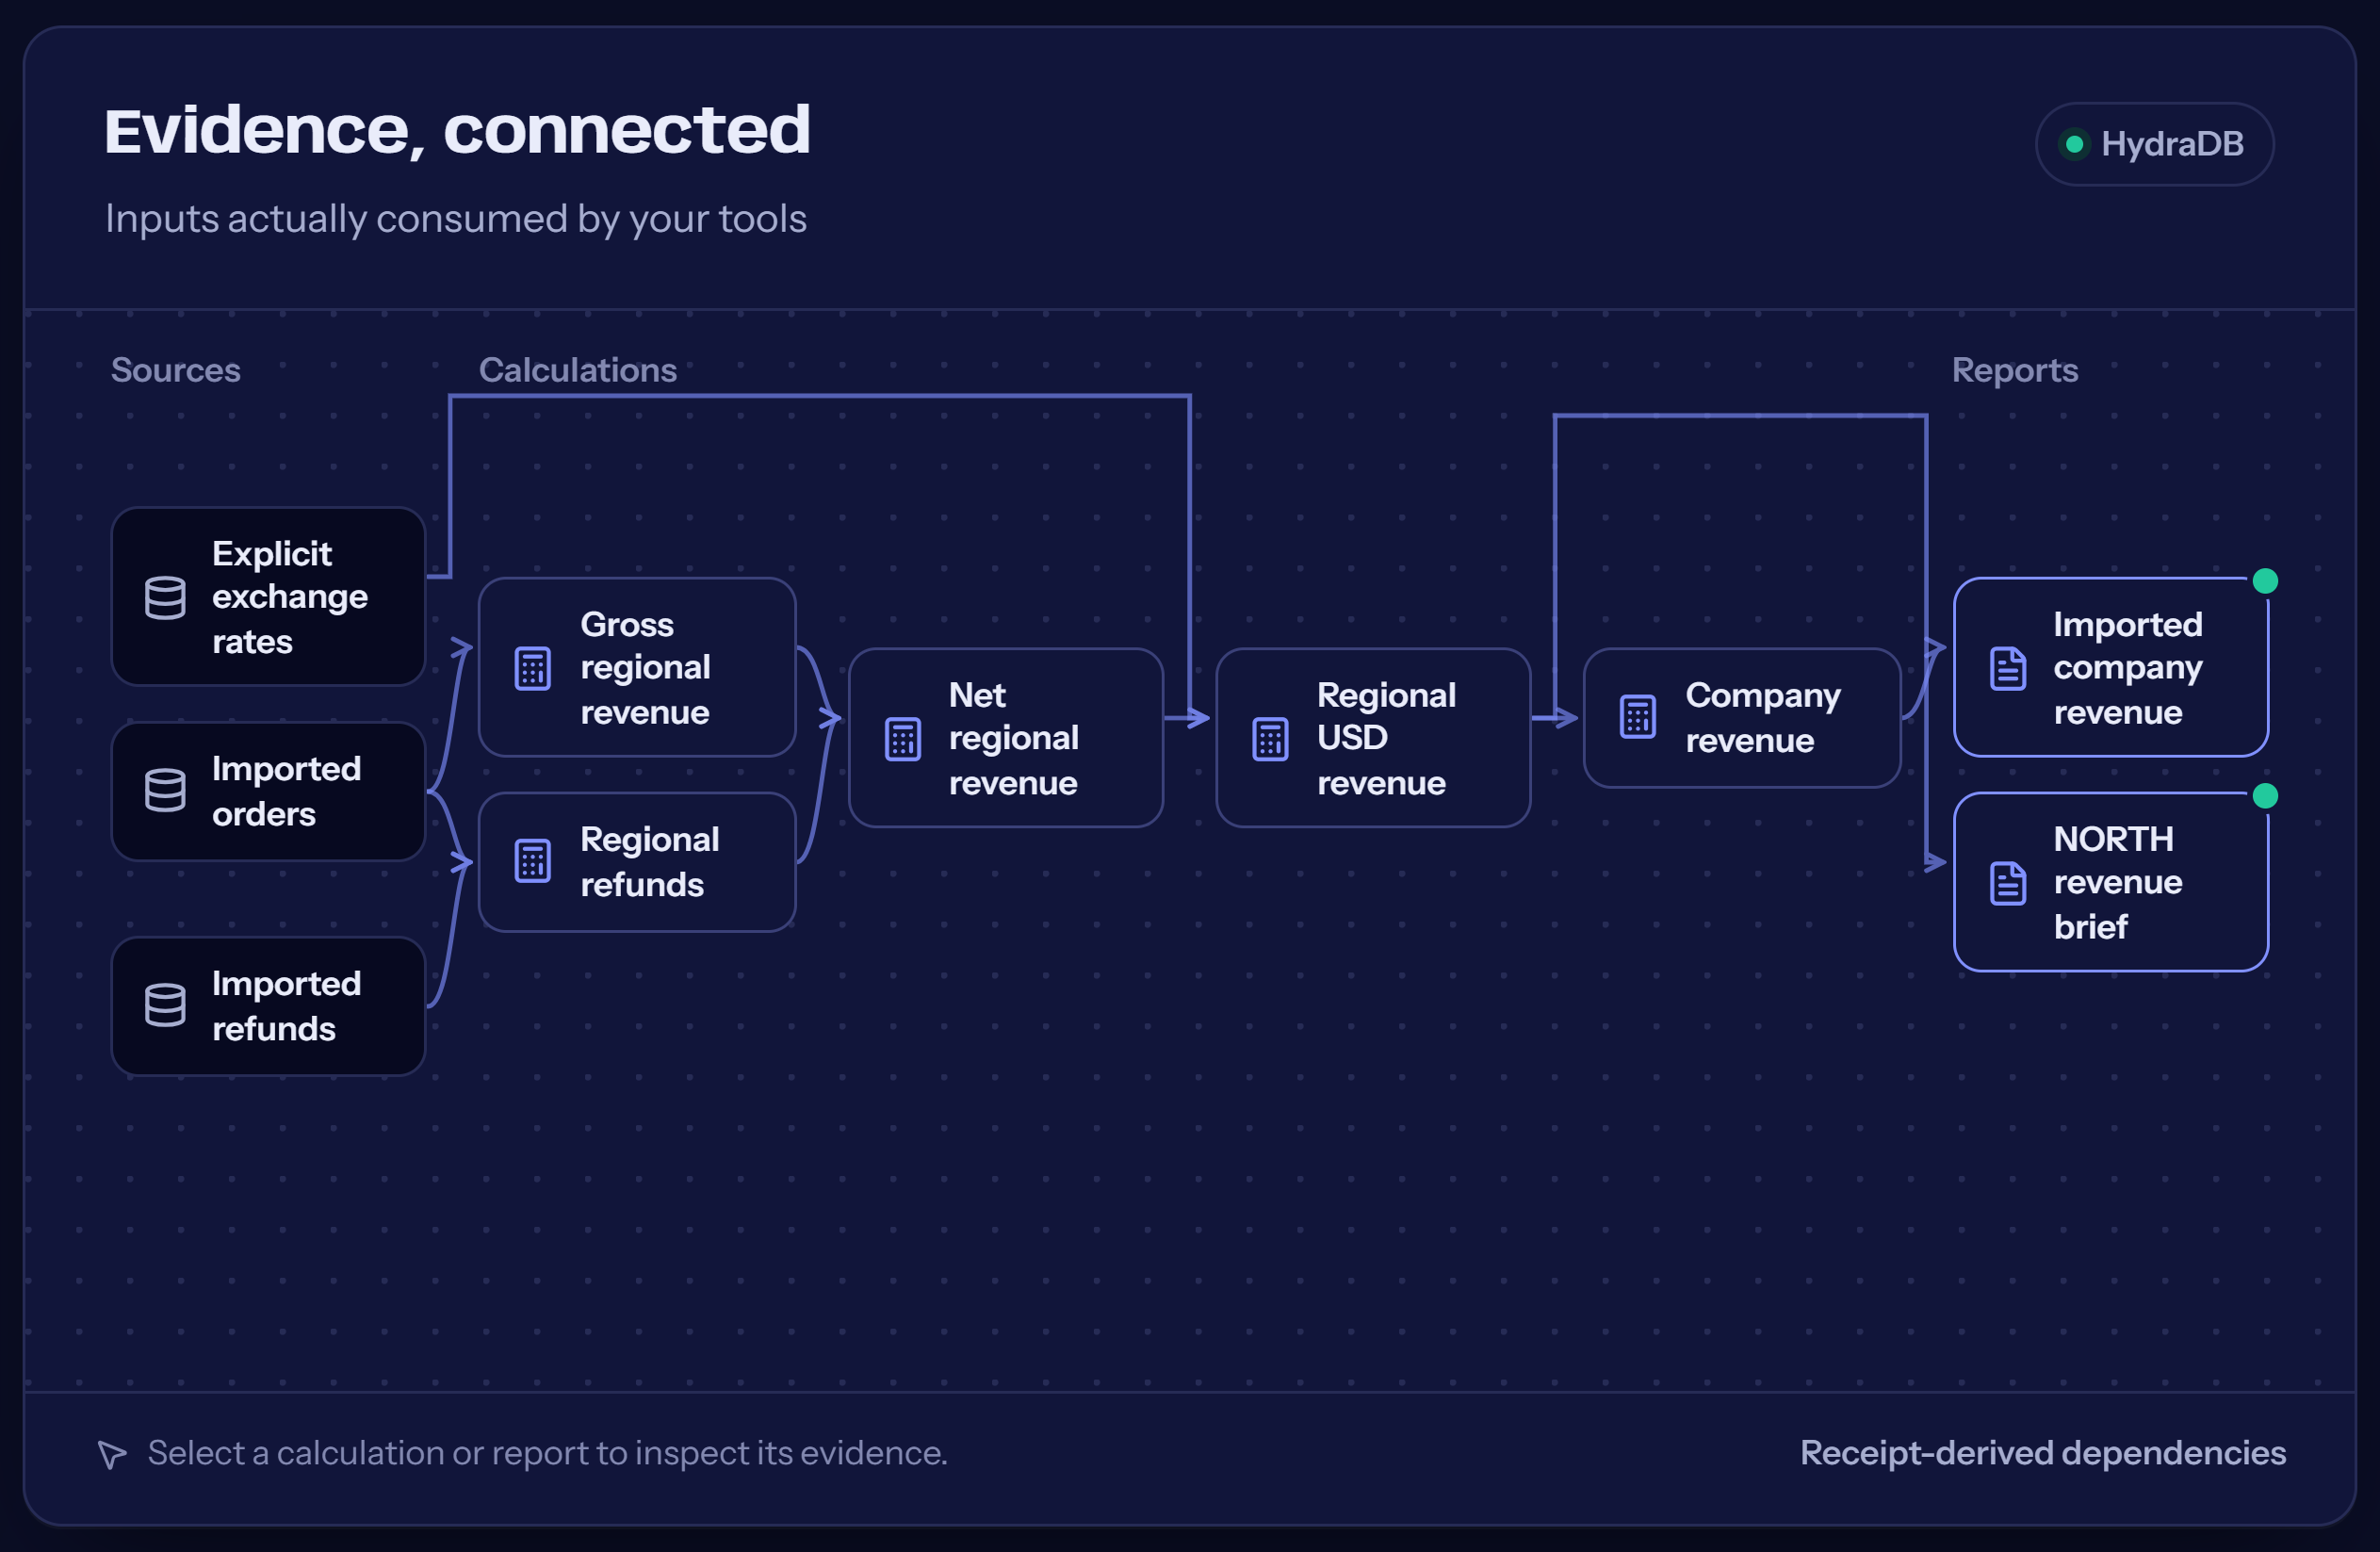 Evidence, connected
HydraDB
Inputs actually consumed by your tools
Sources
Calculations
Reports
Explicit
exchange
rates
Imported
orders
Imported
refunds
Gross
regional
revenue
Regional
refunds
Net
regional
revenue
Regional
USD
revenue
Company
revenue
Imported
company
revenue
NORTH
revenue
brief
Select a calculation or report to inspect its evidence.
Receipt-derived dependencies